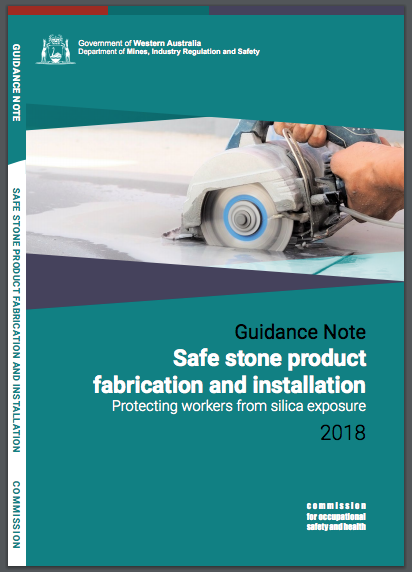 Government of Western Australia
Department of Mines, Industry Regulation and Safety
GUIDANCE NOTE
SAFE STONE PRODUCT FABRICATION AND INSTALLATION
COMMISSION
Guidance Note
Safe stone product
fabrication and installation
Protecting workers from silica exposure
2018
commission
for occupational
safety and health